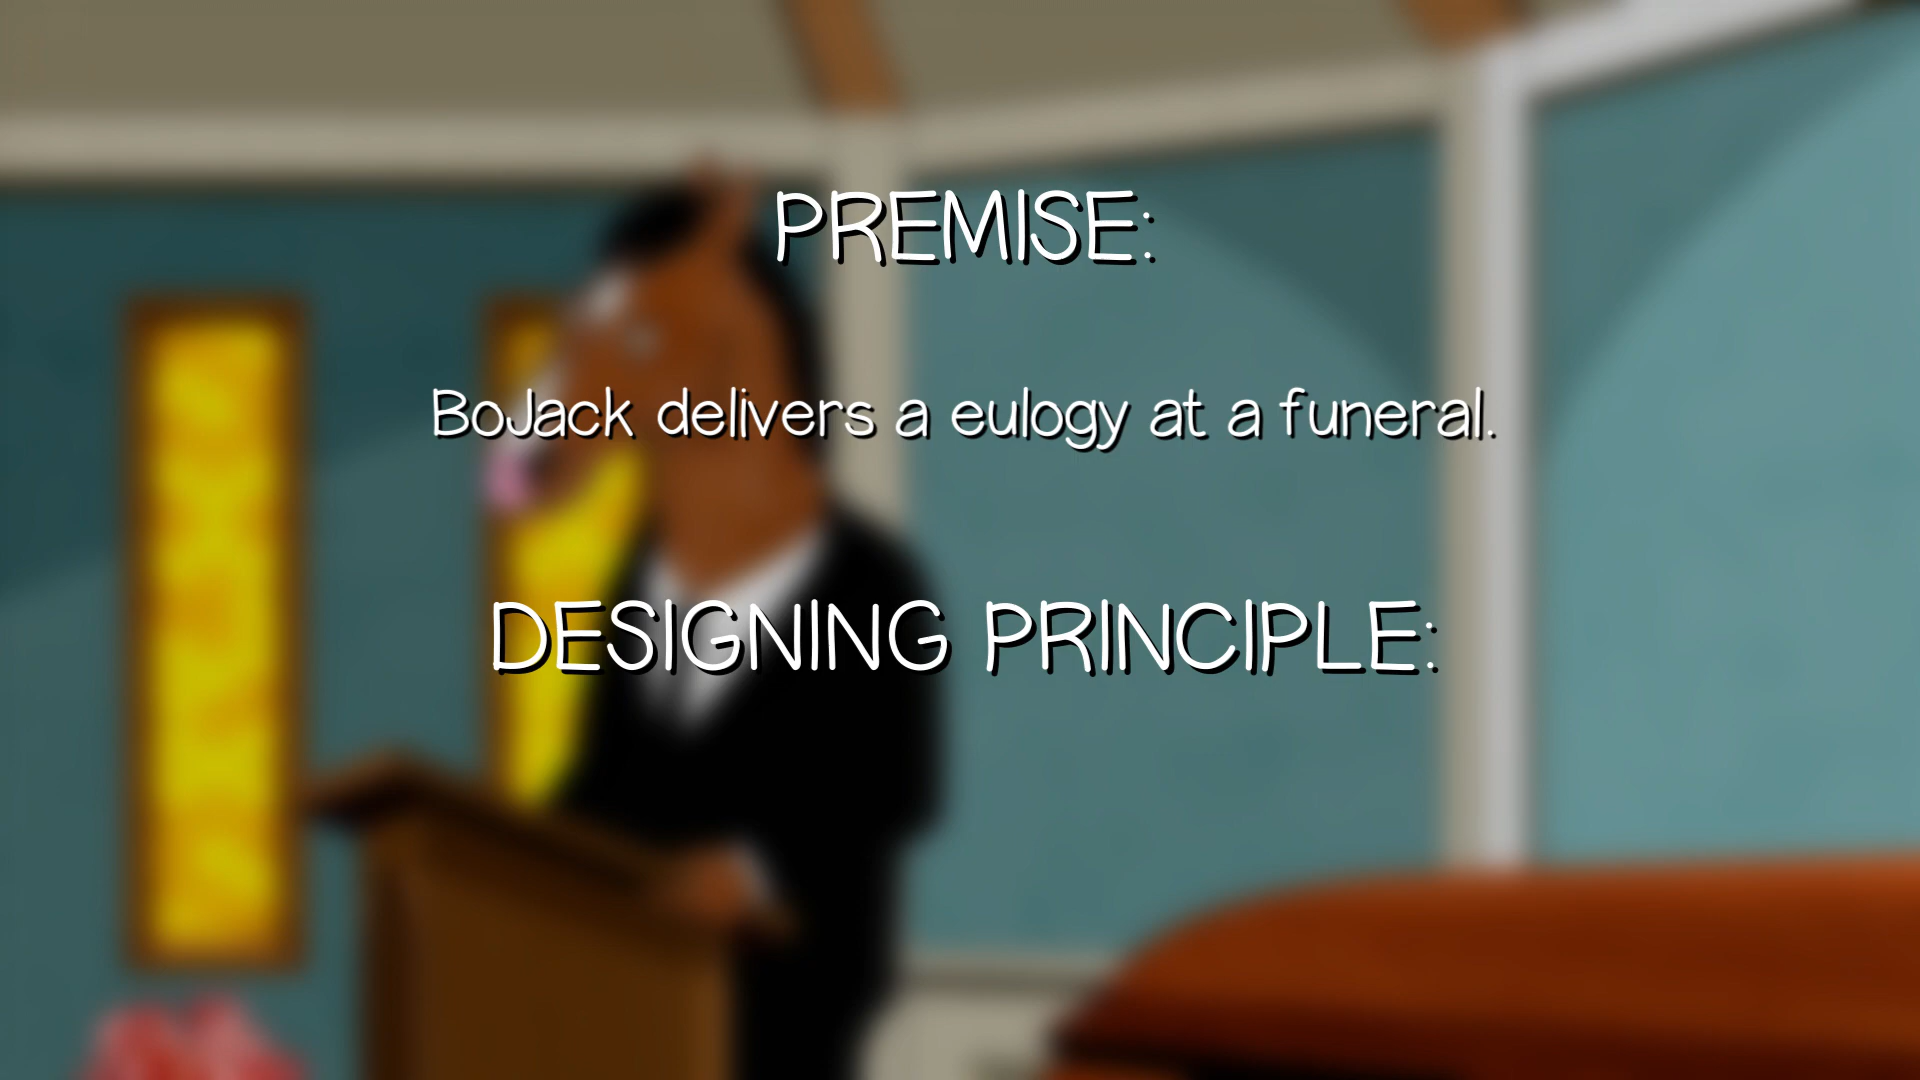 PREMISE:
BoJack delivers a eulogy at a funeral.
DESIGNING PRINCIPLE: